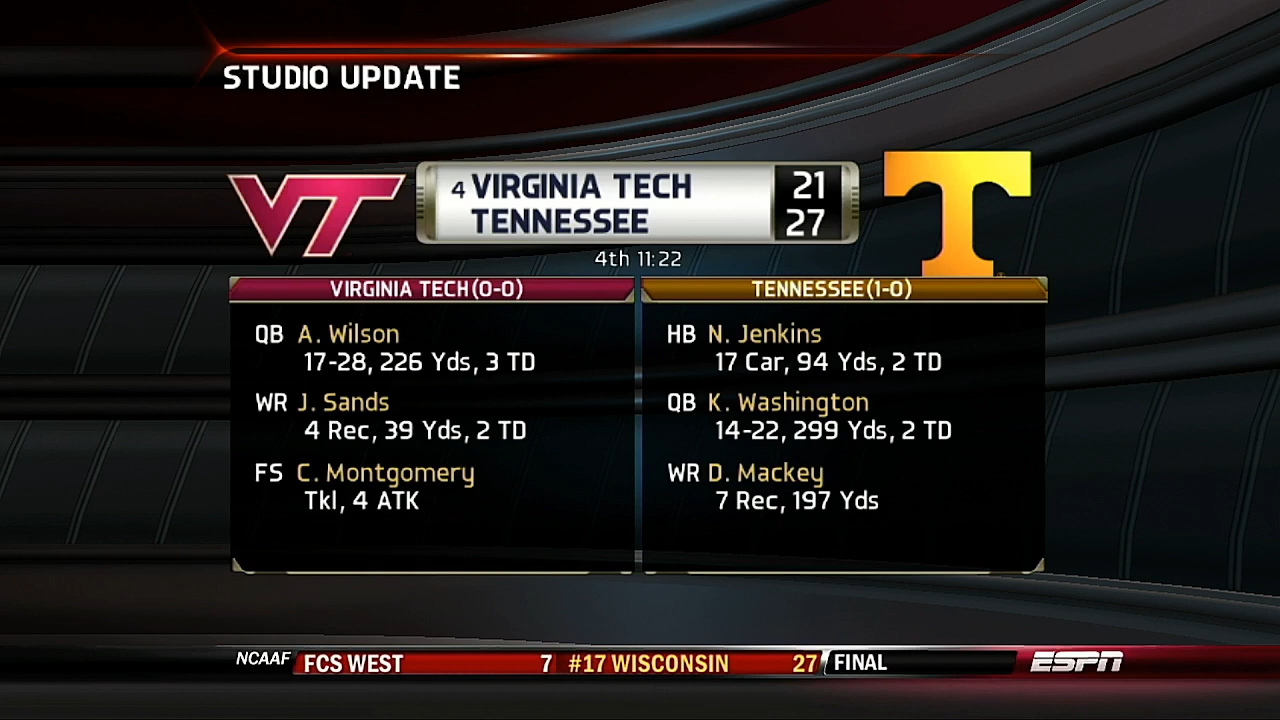 STUDIO UPDATE
VT
4 VIRGINIA TECH 21
TENNESSEE 27
T
4th 11:22
VIRGINIA TECH(0-0)
QB A. Wilson
17-28, 226 Yds, 3 TD
WR J. Sands
4 Rec, 39 Yds, 2 TD
FS C. Montgomery
Tkl, 4 ATK
TENNESSEE(1-0)
HB N. Jenkins
17 Car, 94 Yds, 2 TD
QB K. Washington
14-22, 299 Yds, 2 TD
WR D. Mackey
7 Rec, 197 Yds
NCAAF FCS WEST 7 #17 WISCONSIN 27 FINAL ESPN